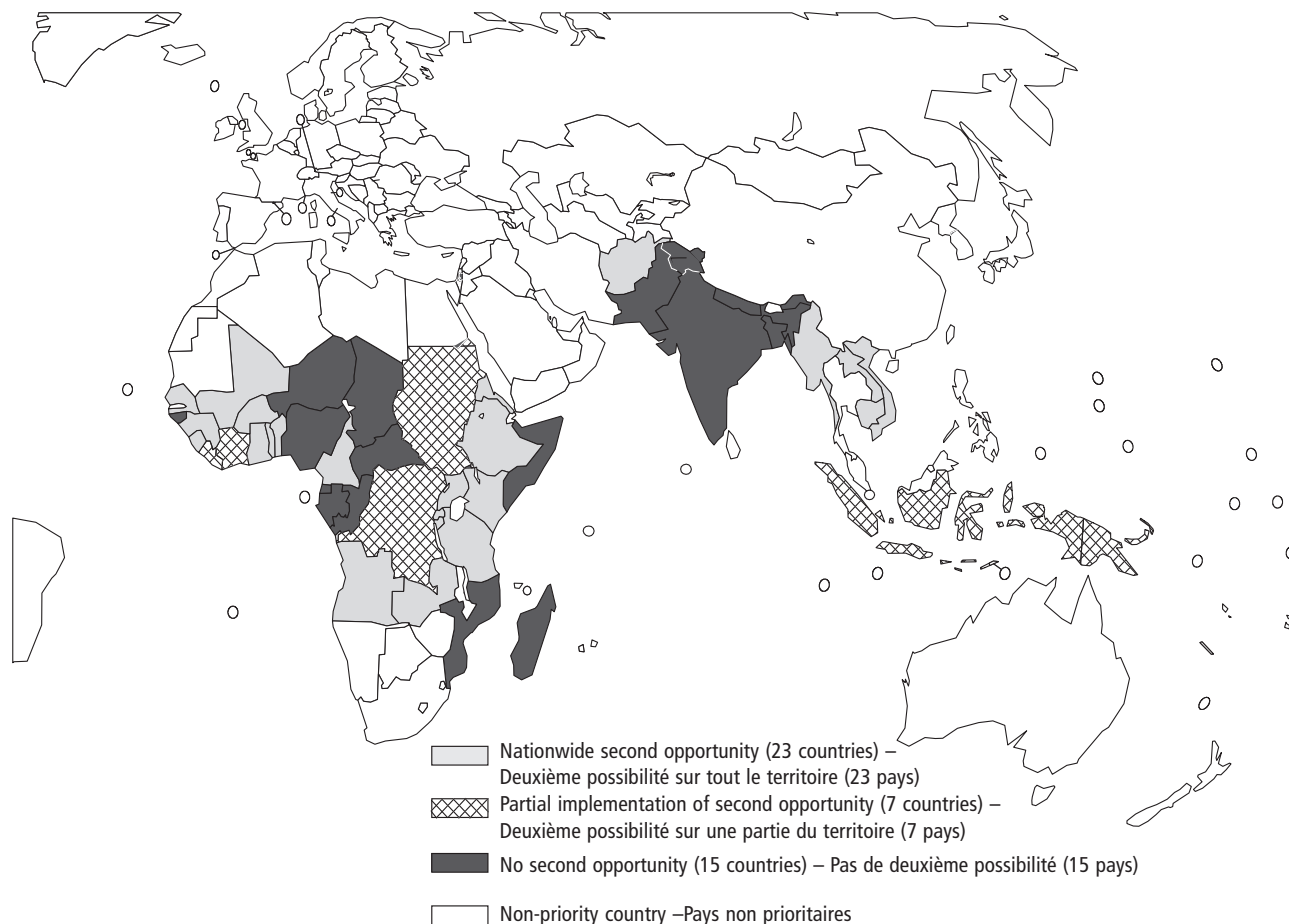 Nationwide second opportunity (23 countries) –
Deuxième possibilité sur tout le territoire (23 pays)
Partial implementation of second opportunity (7 countries) –
Deuxième possibilité sur une partie du territoire (7 pays)
No second opportunity (15 countries) – Pas de deuxième possibilité (15 pays)
Non-priority country –Pays non prioritaires